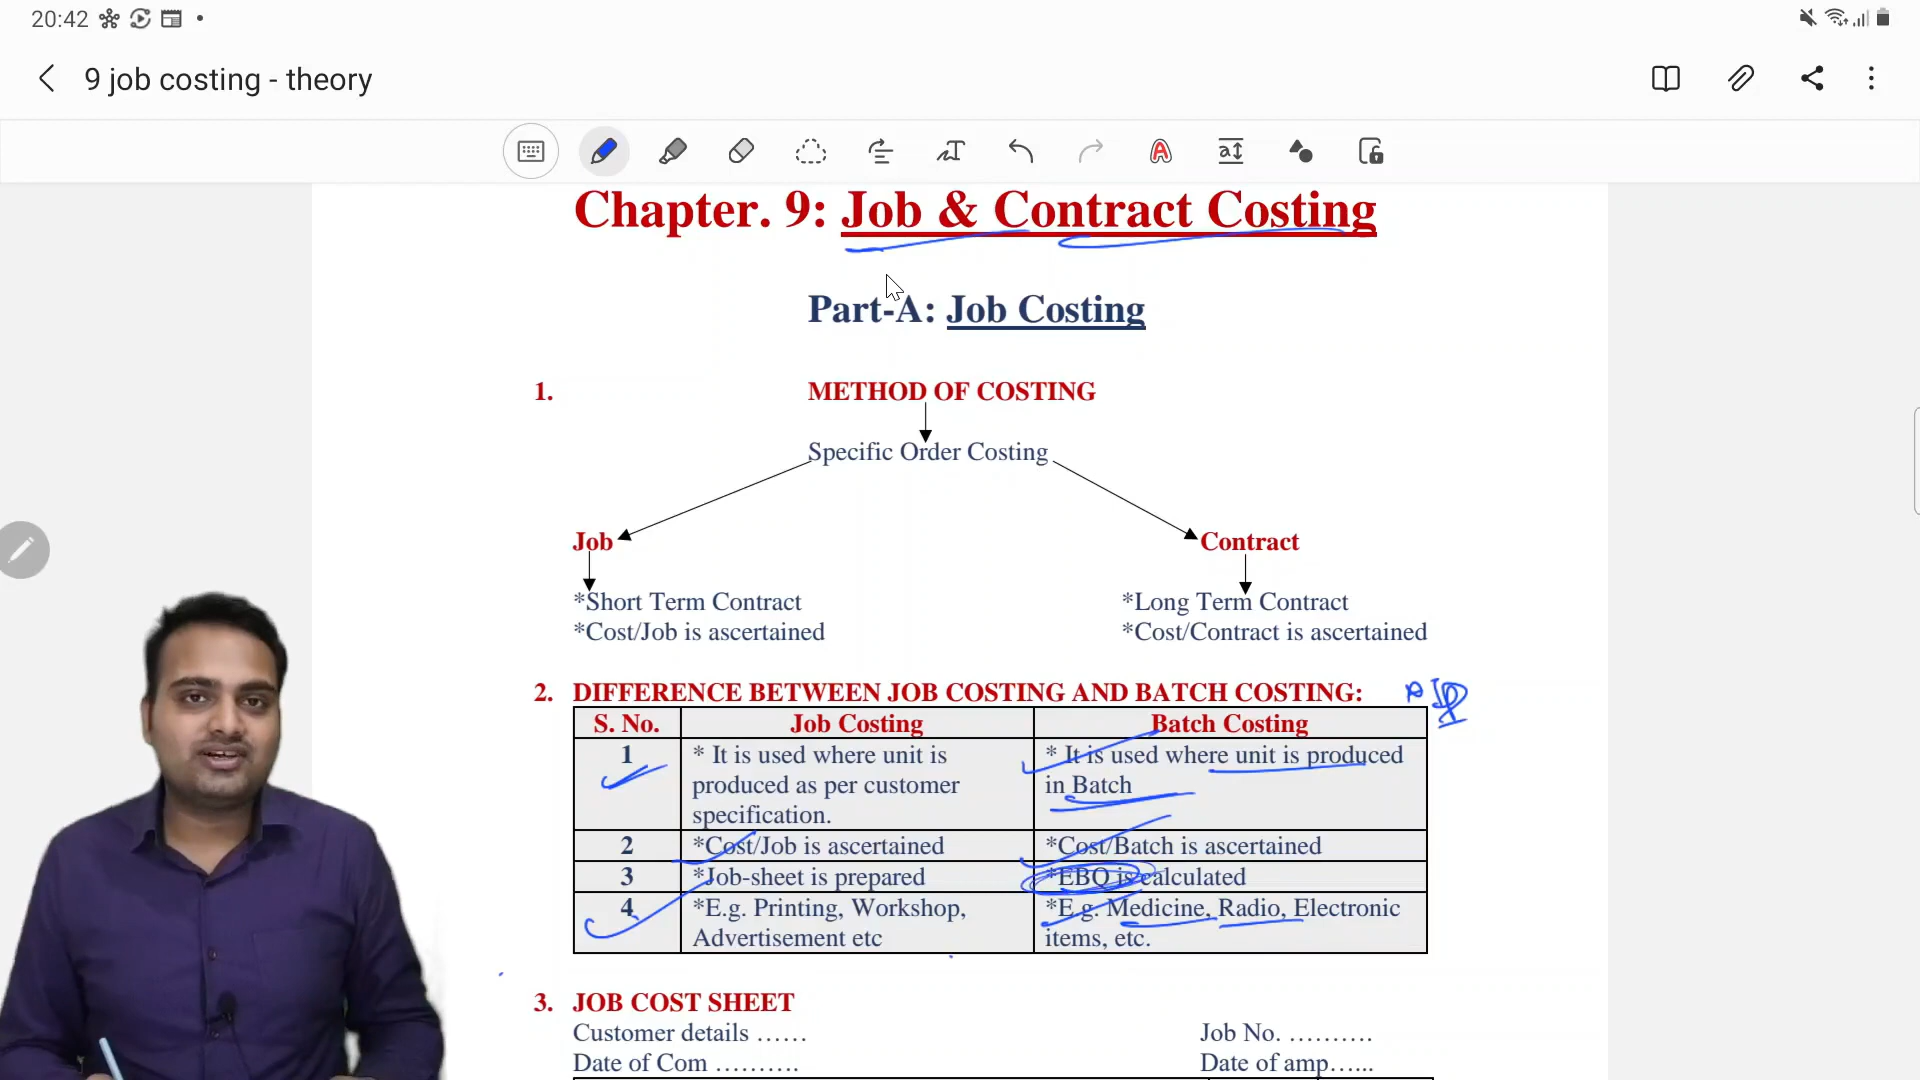 20:42
9 job costing - theory
Chapter. 9: Job & Contract Costing
Part-A: Job Costing
1. METHOD OF COSTING
Specific Order Costing
Job Contract
*Short Term Contract *Long Term Contract
*Cost/Job is ascertained *Cost/Contract is ascertained
2. DIFFERENCE BETWEEN JOB COSTING AND BATCH COSTING:
S. No. Job Costing Batch Costing
1 * It is used where unit is * It is used where unit is produced
produced as per customer in Batch
specification.
2 *Cost/Job is ascertained *Cost/Batch is ascertained
3 *Job-sheet is prepared *EBQ is calculated
4 *E.g. Printing, Workshop, *E.g. Medicine, Radio, Electronic
Advertisement etc items, etc.
3. JOB COST SHEET
Customer details …… Job No. ……….
Date of Com ………. Date of amp…...